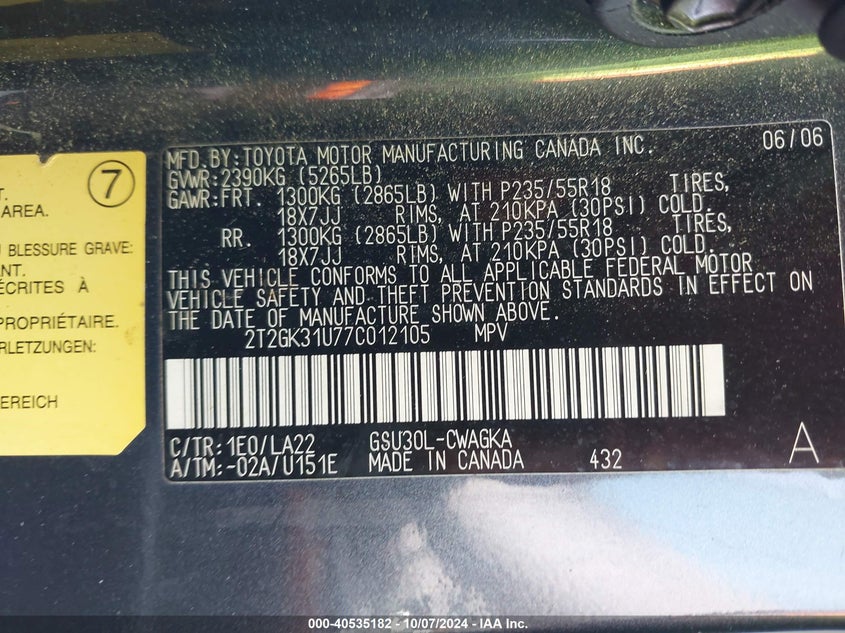 7
T.
AREA.
U BLESSURE GRAVE:
ANT.
ÉCRITES À
PROPRIÉTAIRE.
RLETZUNGEN:
BEREICH
MFD.BY:TOYOTA MOTOR MANUFACTURING CANADA INC. 06/06
GVWR:2390KG (5265LB)
GAWR:FRT. 1300KG (2865LB) WITH P235/55R18 TIRES,
18X7JJ RIMS, AT 210KPA (30PSI) COLD.
RR. 1300KG (2865LB) WITH P235/55R18 TIRES,
18X7JJ RIMS, AT 210KPA (30PSI) COLD.
THIS VEHICLE CONFORMS TO ALL APPLICABLE FEDERAL MOTOR
VEHICLE SAFETY AND THEFT PREVENTION STANDARDS IN EFFECT ON
THE DATE OF MANUFACTURE SHOWN ABOVE.
2T2GK31U77C012105 MPV
C/TR:1E0/LA22 GSU30L-CWAGKA
A/TM:-02A/U151E MADE IN CANADA 432 A
000-40535182 - 10/07/2024 - IAA Inc.